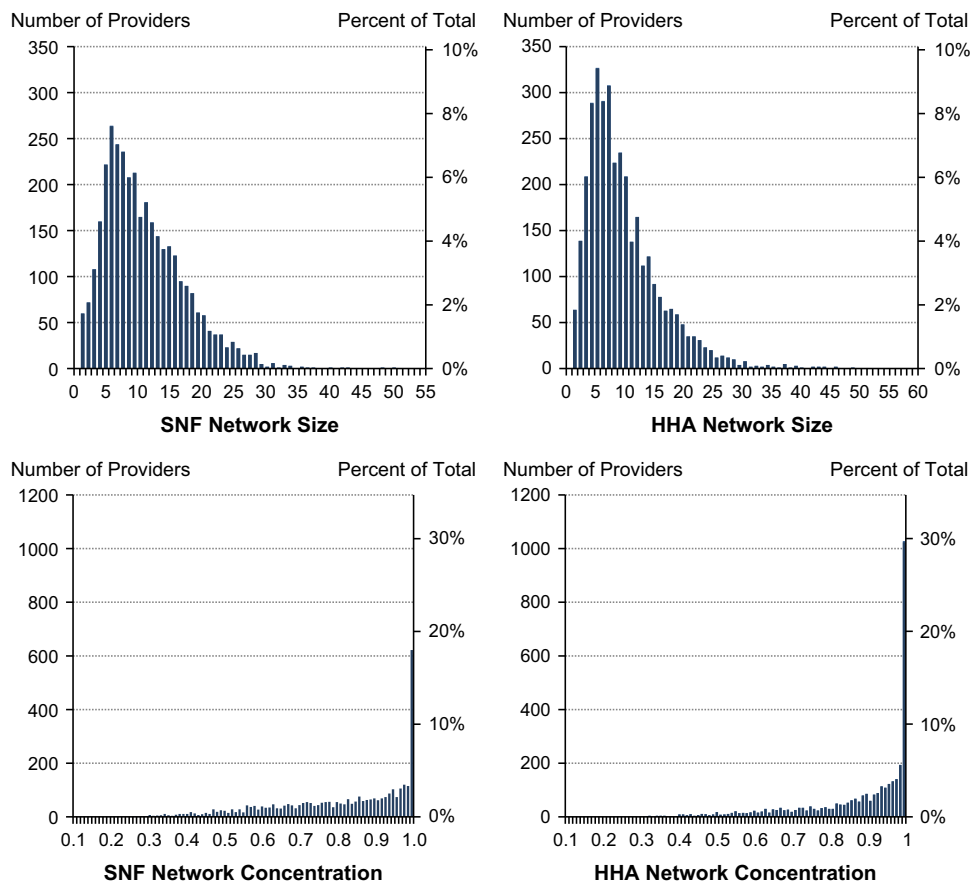 Number of Providers Percent of Total
350 10%
300 8%
250
200 6%
150 4%
100
50 2%
0 0%
0 5 10 15 20 25 30 35 40 45 50 55
SNF Network Size
Number of Providers Percent of Total
350 10%
300 8%
250
200 6%
150 4%
100
50 2%
0 0%
0 5 10 15 20 25 30 35 40 45 50 55 60
HHA Network Size
Number of Providers Percent of Total
1200
1000 30%
800
600 20%
400 10%
200
0 0%
0.1 0.2 0.3 0.4 0.5 0.6 0.7 0.8 0.9 1.0
SNF Network Concentration
Number of Providers Percent of Total
1200
1000 30%
800
600 20%
400 10%
200
0 0%
0.1 0.2 0.3 0.4 0.5 0.6 0.7 0.8 0.9 1
HHA Network Concentration